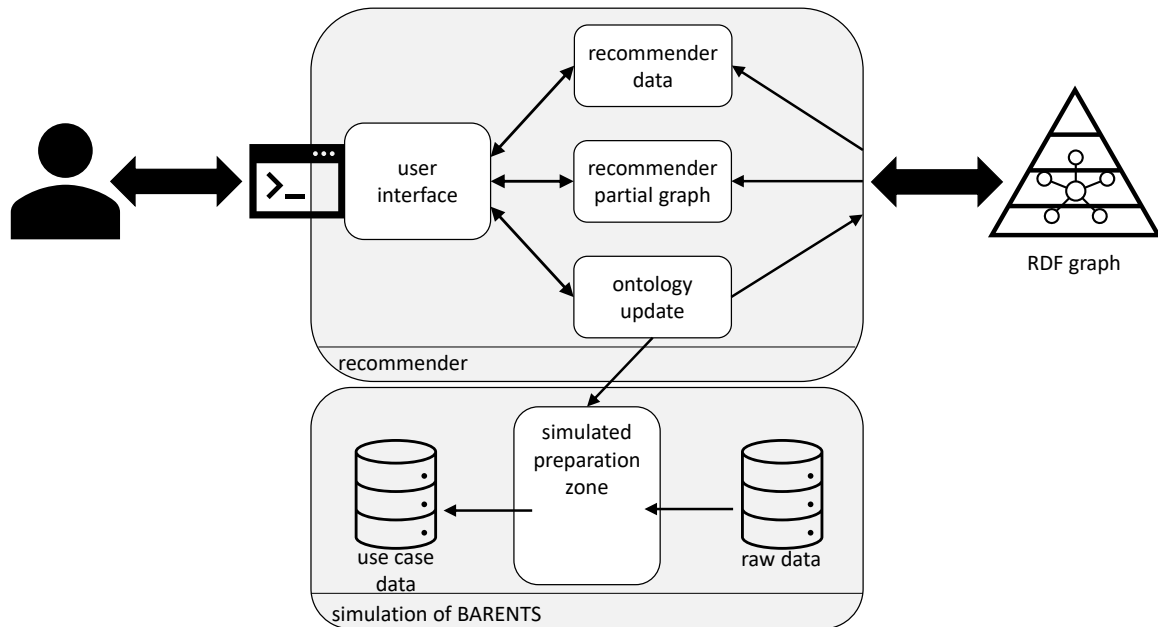 recommender
data
user
interface
recommender
partial graph
RDF graph
ontology
update
recommender
simulated
preparation
zone
use case
data
raw data
simulation of BARENTS